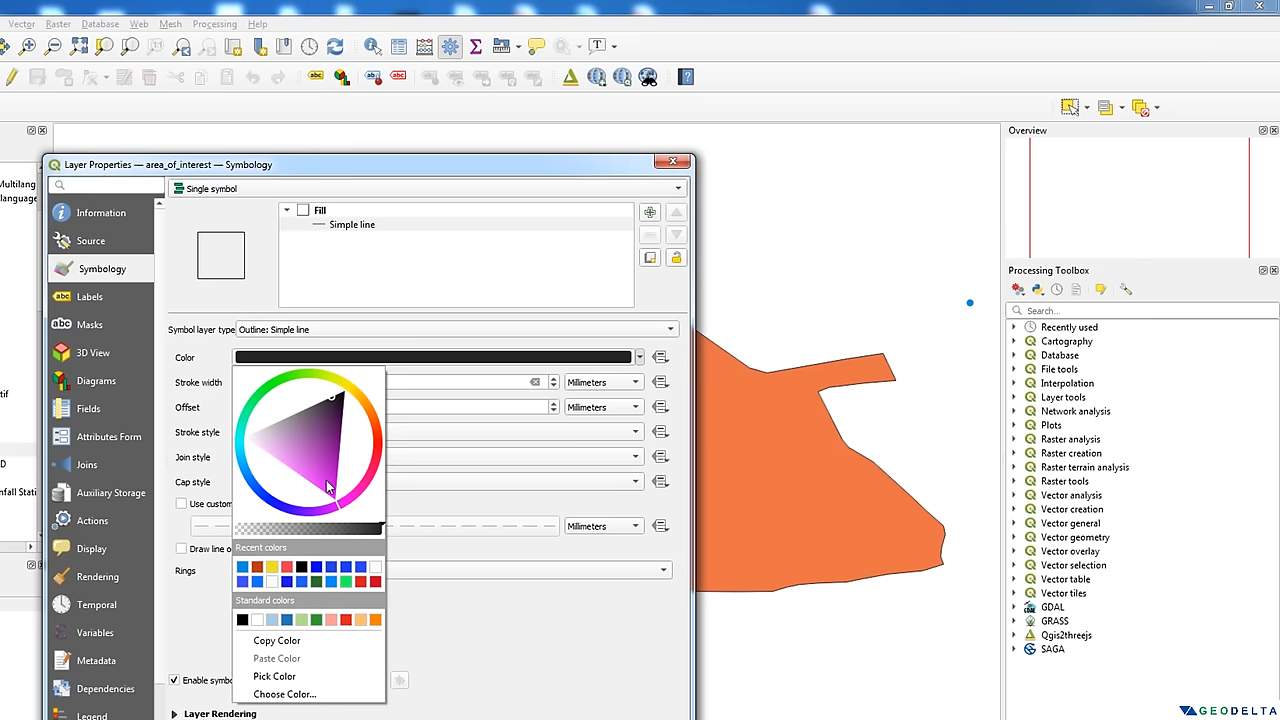 Vector Raster Database Web Mesh Processing Help
Multilang
language
Layer Properties — area_of_interest — Symbology
Single symbol
Information
Source
Symbology
Labels
Masks
3D View
Diagrams
Fields
Attributes Form
Joins
Auxiliary Storage
Actions
Display
Rendering
Temporal
Variables
Metadata
Dependencies
Legend
Fill
Simple line
Symbol layer type Outline: Simple line
Color
Stroke width Millimeters
Offset Millimeters
Stroke style
Join style
Cap style
Use custom
Millimeters
Draw line o
Rings
Recent colors
Standard colors
Copy Color
Paste Color
Pick Color
Choose Color...
Enable symbo
Layer Rendering
Overview
Processing Toolbox
Search...
Recently used
Cartography
Database
File tools
Interpolation
Layer tools
Network analysis
Plots
Raster analysis
Raster creation
Raster terrain analysis
Raster tools
Vector analysis
Vector creation
Vector general
Vector geometry
Vector overlay
Vector selection
Vector table
Vector tiles
GDAL
GRASS
Qgis2threejs
SAGA
GEODELTA